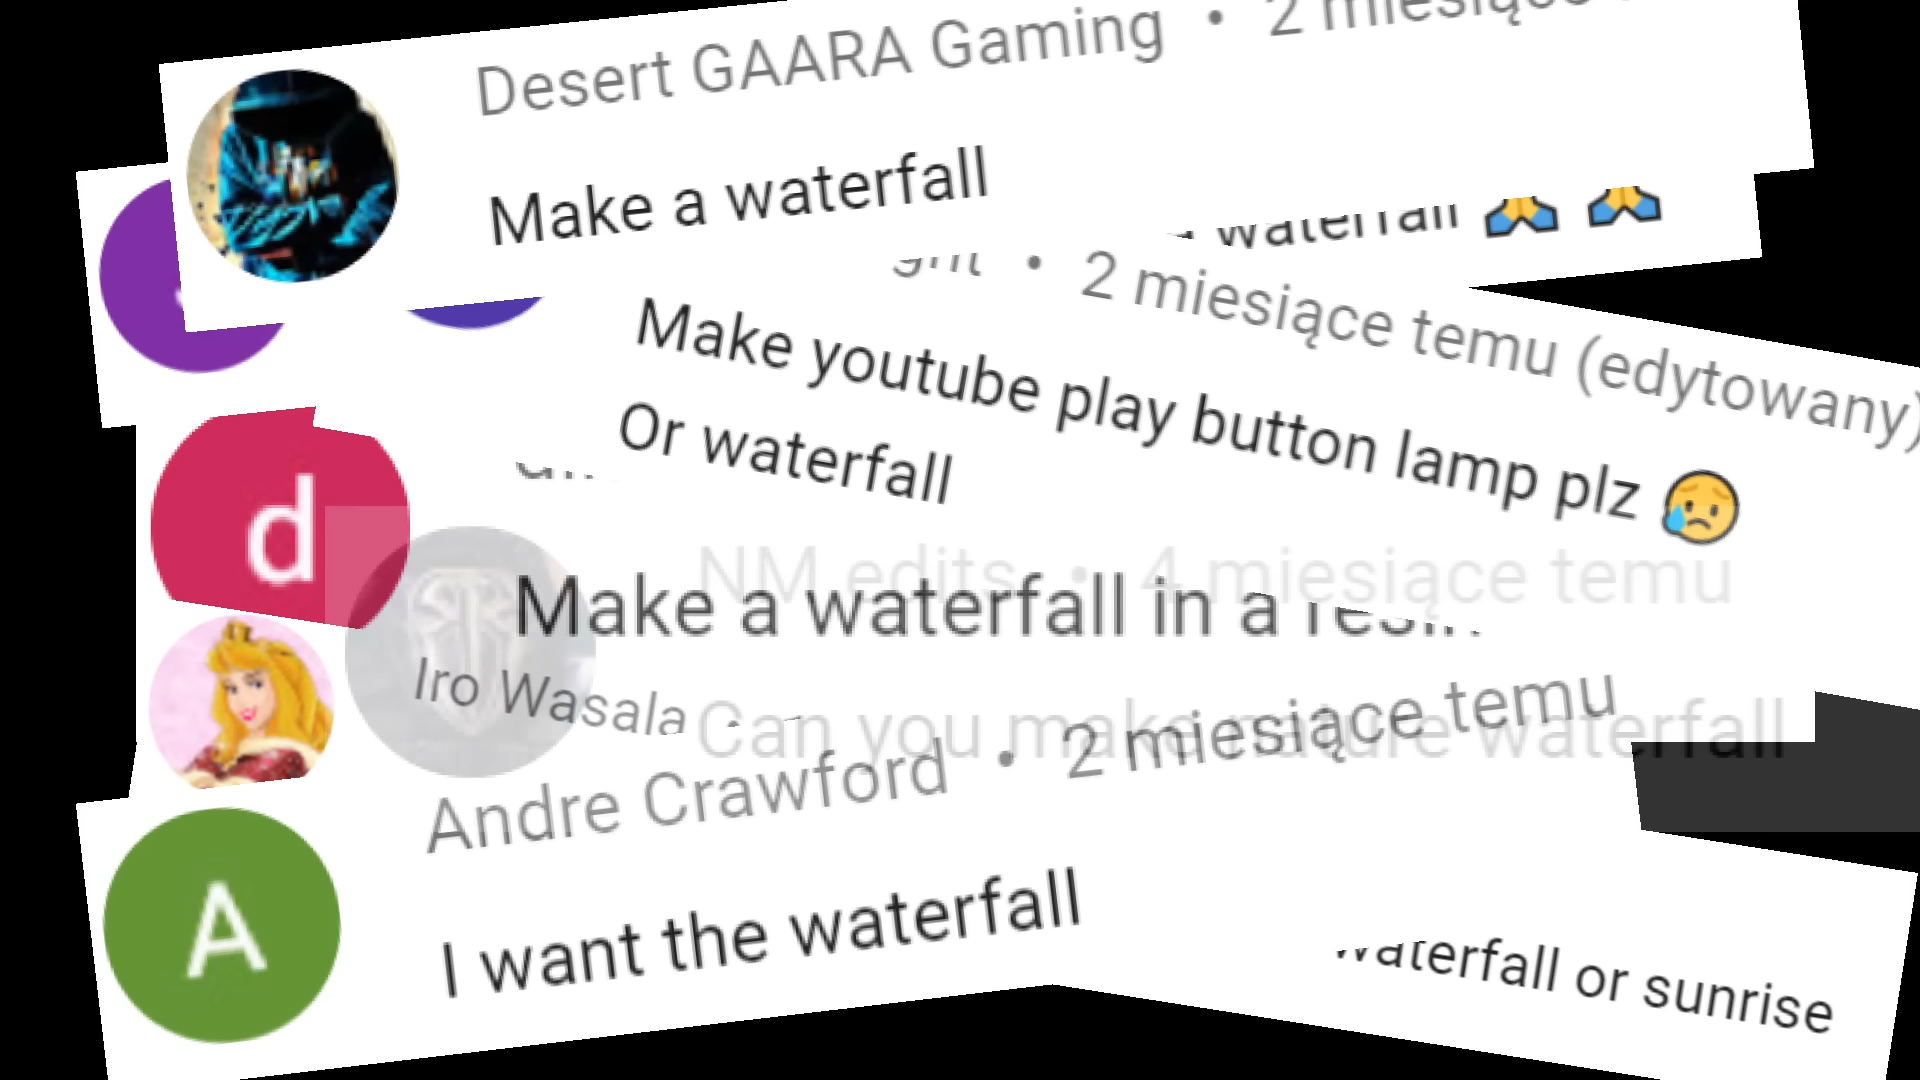 Desert GAARA Gaming • 2 miesiące
Make a waterfall
waterfall 🙏 🙏
• 2 miesiące temu (edytowany)
Make youtube play button lamp plz 😥
Or waterfall
d
NM edits • 4 miesiące temu
Make a waterfall in a
Iro Wasala
Can you make nature waterfall
Andre Crawford • 2 miesiące temu
A
I want the waterfall
waterfall or sunrise